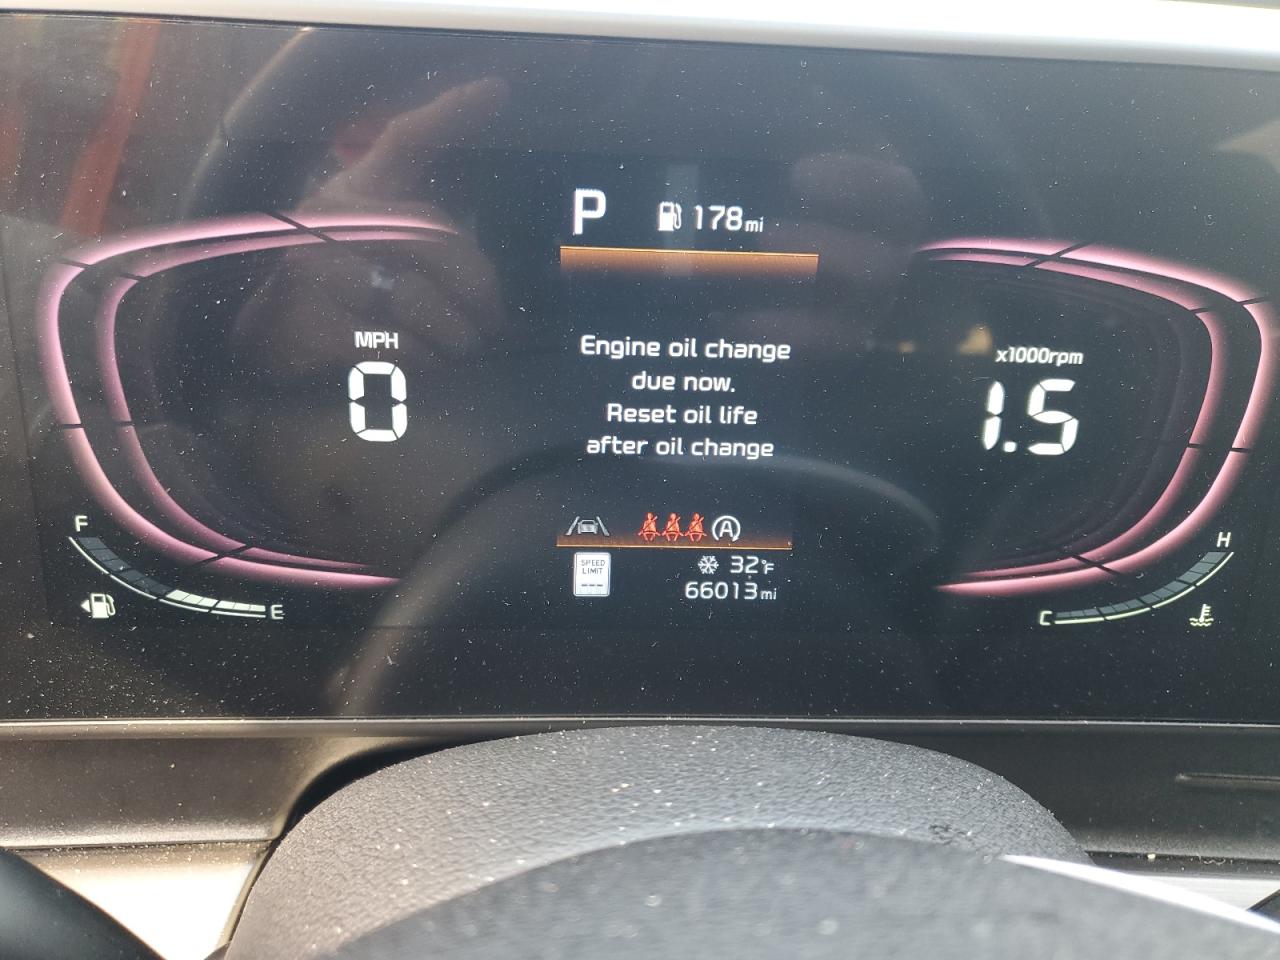 P 178mi
MPH
0
Engine oil change
due now.
Reset oil life
after oil change
x1000rpm
1.5
F
E
A
SPEED
LIMIT
---
32°F
66013mi
H
C